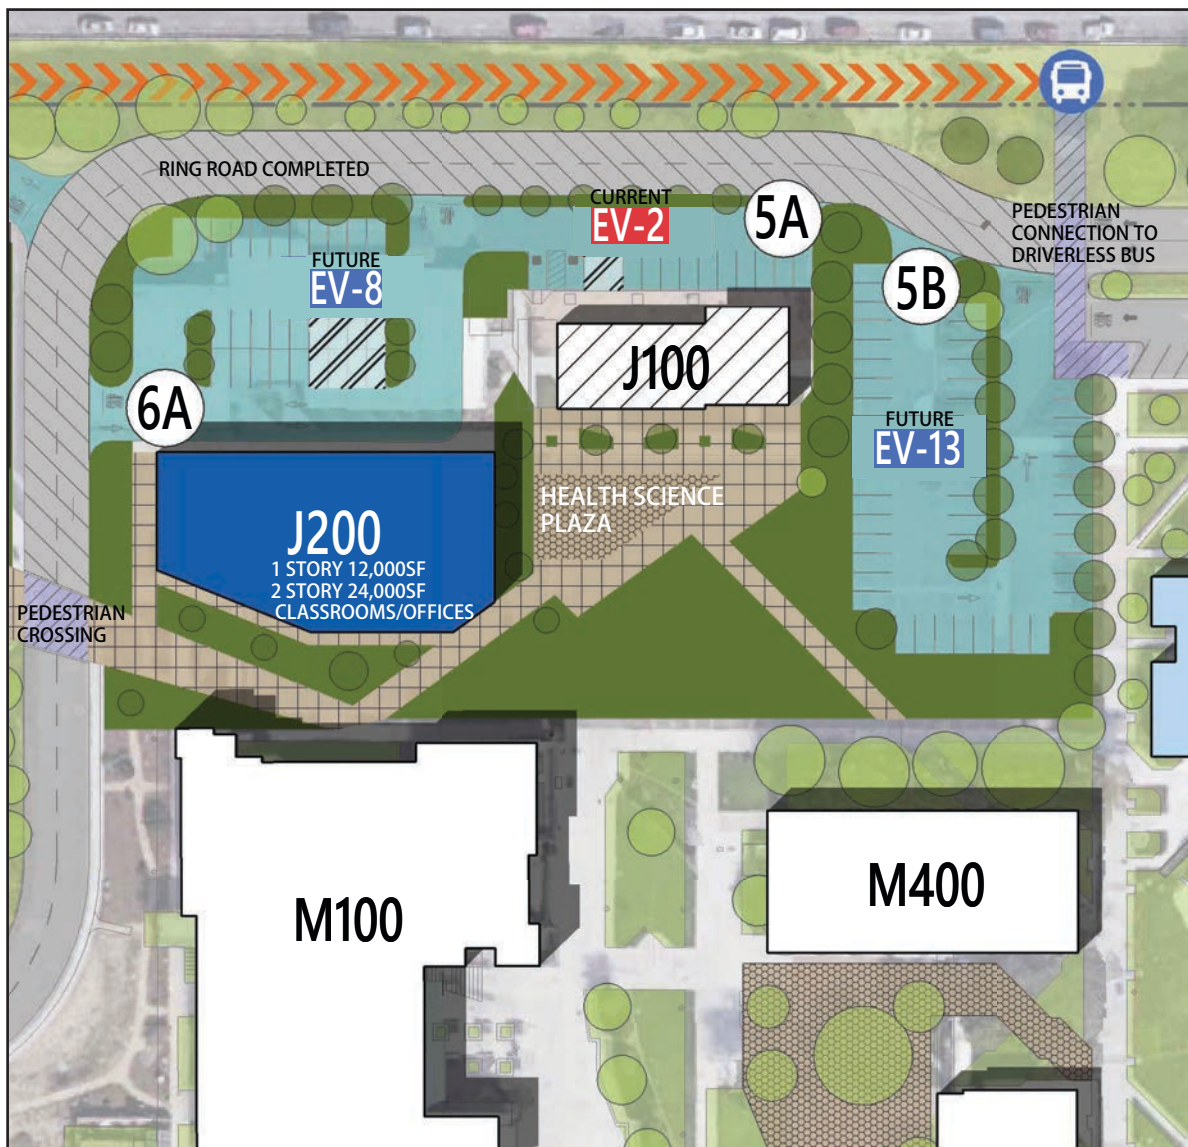 RING ROAD COMPLETED
CURRENT
EV-2
5A
PEDESTRIAN
CONNECTION TO
DRIVERLESS BUS
FUTURE
EV-8
5B
J100
6A
FUTURE
EV-13
HEALTH SCIENCE
PLAZA
J200
1 STORY 12,000SF
2 STORY 24,000SF
CLASSROOMS/OFFICES
PEDESTRIAN
CROSSING
M100
M400